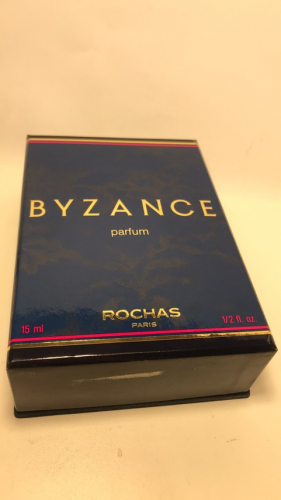 BYZANCE
parfum
ROCHAS
PARIS
15 ml 1/2 fl. oz.